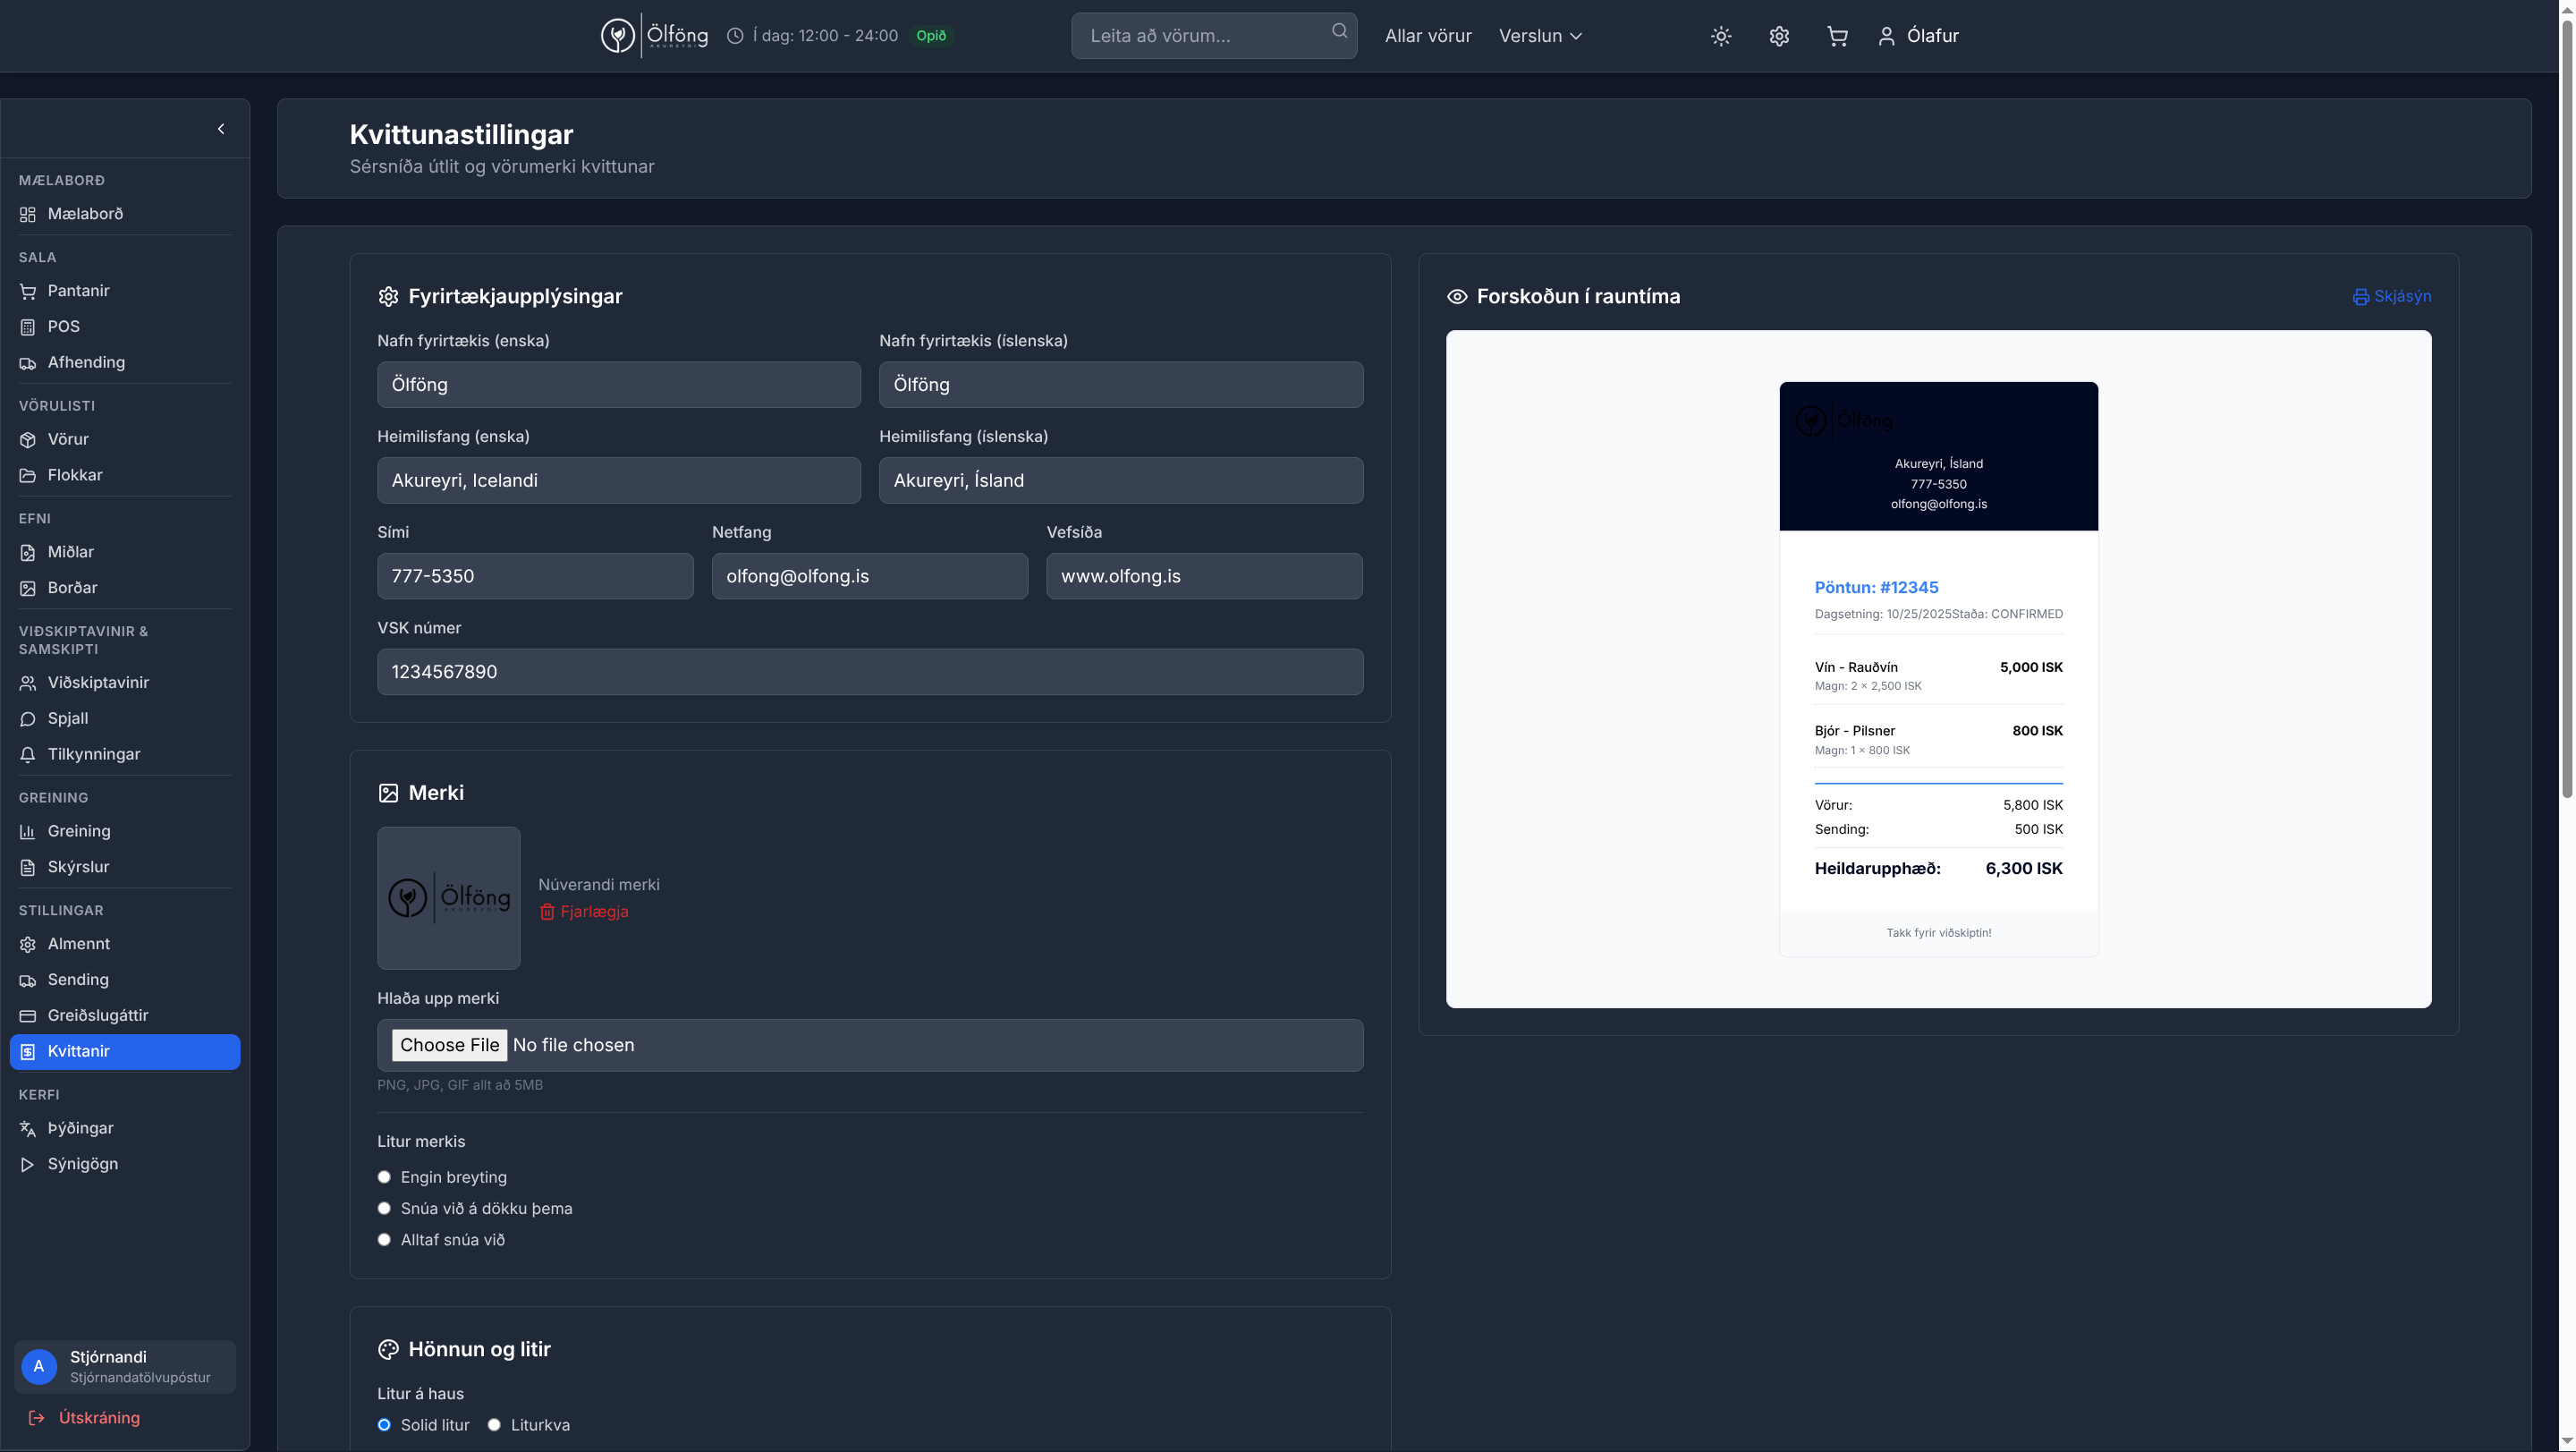 Ölföng
AKUREYRI
Í dag: 12:00 - 24:00
Opið
Leita að vörum...
Allar vörur
Verslun
Ólafur
MÆLABORÐ
Mælaborð
SALA
Pantanir
POS
Afhending
VÖRULISTI
Vörur
Flokkar
EFNI
Miðlar
Borðar
VIÐSKIPTAVINIR &
SAMSKIPTI
Viðskiptavinir
Spjall
Tilkynningar
GREINING
Greining
Skýrslur
STILLINGAR
Almennt
Sending
Greiðslugáttir
Kvittanir
KERFI
Þýðingar
Sýnigögn
A
Stjórnandi
Stjórnandatölvupóstur
Útskráning
Kvittunastillingar
Sérsníða útlit og vörumerki kvittunar
Fyrirtækjaupplýsingar
Nafn fyrirtækis (enska)
Nafn fyrirtækis (íslenska)
Ölföng
Ölföng
Heimilisfang (enska)
Heimilisfang (íslenska)
Akureyri, Icelandi
Akureyri, Ísland
Sími
Netfang
Vefsíða
777-5350
olfong@olfong.is
www.olfong.is
VSK númer
1234567890
Merki
Ölföng
AKUREYRI
Núverandi merki
Fjarlægja
Hlaða upp merki
Choose File No file chosen
PNG, JPG, GIF allt að 5MB
Litur merkis
Engin breyting
Snúa við á dökku þema
Alltaf snúa við
Hönnun og litir
Litur á haus
Solid litur
Liturkva
Forskoðun í rauntíma
Skjásýn
Ölföng
Akureyri, Ísland
777-5350
olfong@olfong.is
Pöntun: #12345
Dagsetning: 10/25/2025Staða: CONFIRMED
Vín - Rauðvín 5,000 ISK
Magn: 2 × 2,500 ISK
Bjór - Pilsner 800 ISK
Magn: 1 × 800 ISK
Vörur: 5,800 ISK
Sending: 500 ISK
Heildarupphæð: 6,300 ISK
Takk fyrir viðskiptin!